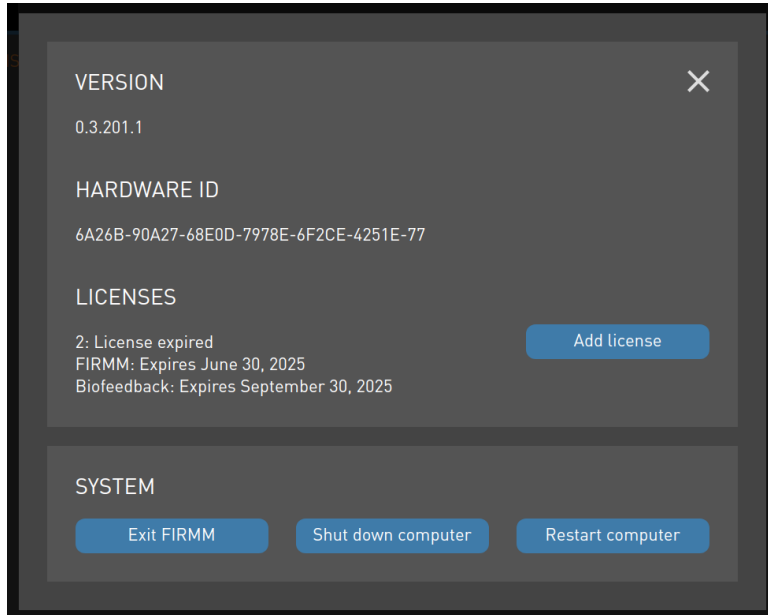 VERSION
0.3.201.1
HARDWARE ID
6A26B-90A27-68E0D-7978E-6F2CE-4251E-77
LICENSES
2: License expired
FIRMM: Expires June 30, 2025
Biofeedback: Expires September 30, 2025
Add license
SYSTEM
Exit FIRMM
Shut down computer
Restart computer